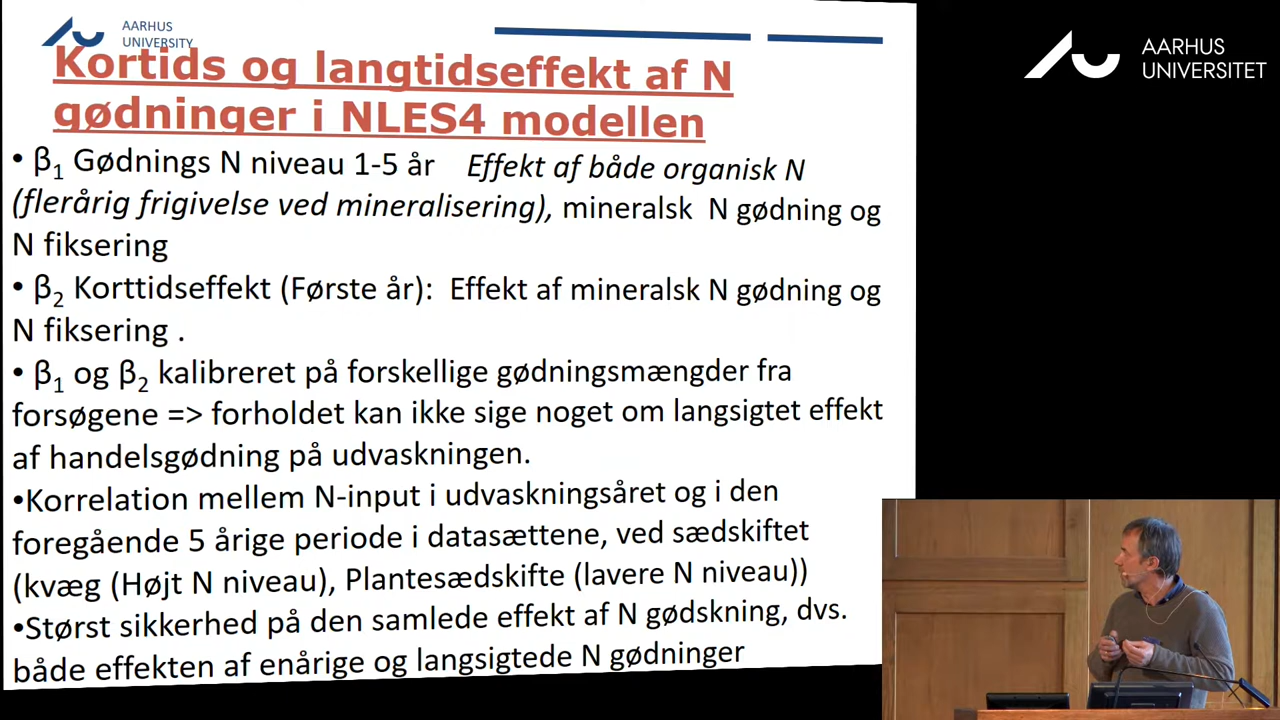 AARHUS
UNIVERSITY
Kortids og langtidseffekt af N
gødninger i NLES4 modellen
• β1 Gødnings N niveau 1-5 år Effekt af både organisk N
(flerårig frigivelse ved mineralisering), mineralsk N gødning og
N fiksering
• β2 Korttidseffekt (Første år): Effekt af mineralsk N gødning og
N fiksering .
• β1 og β2 kalibreret på forskellige gødningsmængder fra
forsøgene => forholdet kan ikke sige noget om langsigtet effekt
af handelsgødning på udvaskningen.
•Korrelation mellem N-input i udvaskningsåret og i den
foregående 5 årige periode i datasættene, ved sædskiftet
(kvæg (Højt N niveau), Plantesædskifte (lavere N niveau))
•Størst sikkerhed på den samlede effekt af N gødskning, dvs.
både effekten af enårige og langsigtede N gødninger
AARHUS
UNIVERSITET